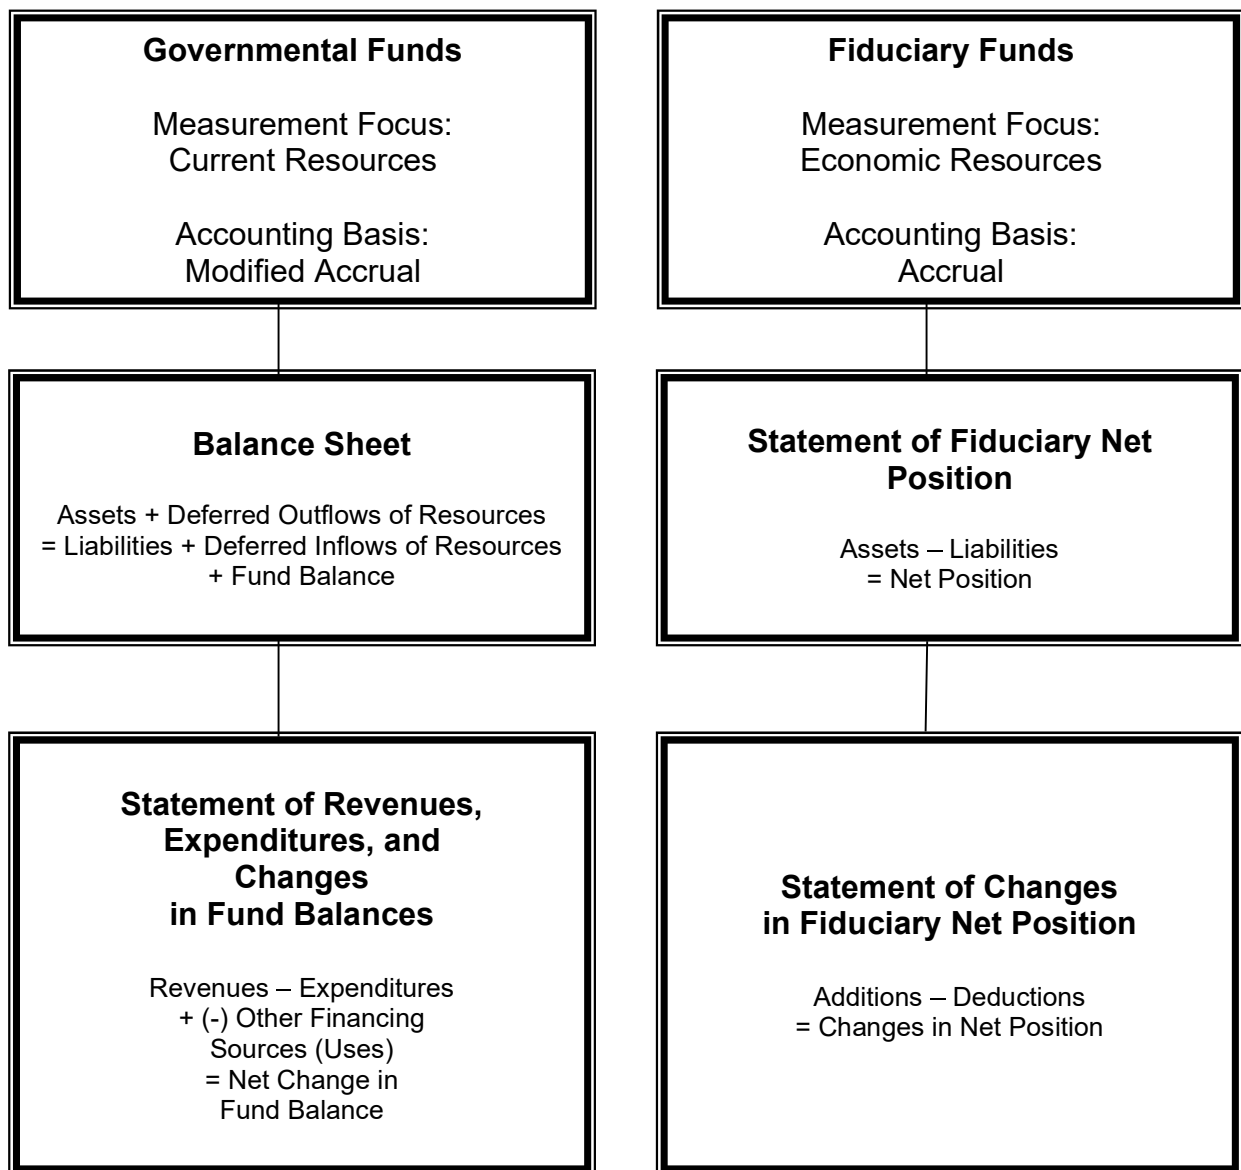 Governmental Funds
Measurement Focus:
Current Resources
Accounting Basis:
Modified Accrual
Fiduciary Funds
Measurement Focus:
Economic Resources
Accounting Basis:
Accrual
Balance Sheet
Assets + Deferred Outflows of Resources
= Liabilities + Deferred Inflows of Resources
+ Fund Balance
Statement of Fiduciary Net
Position
Assets – Liabilities
= Net Position
Statement of Revenues,
Expenditures, and
Changes
in Fund Balances
Revenues – Expenditures
+ (-) Other Financing
Sources (Uses)
= Net Change in
Fund Balance
Statement of Changes
in Fiduciary Net Position
Additions – Deductions
= Changes in Net Position